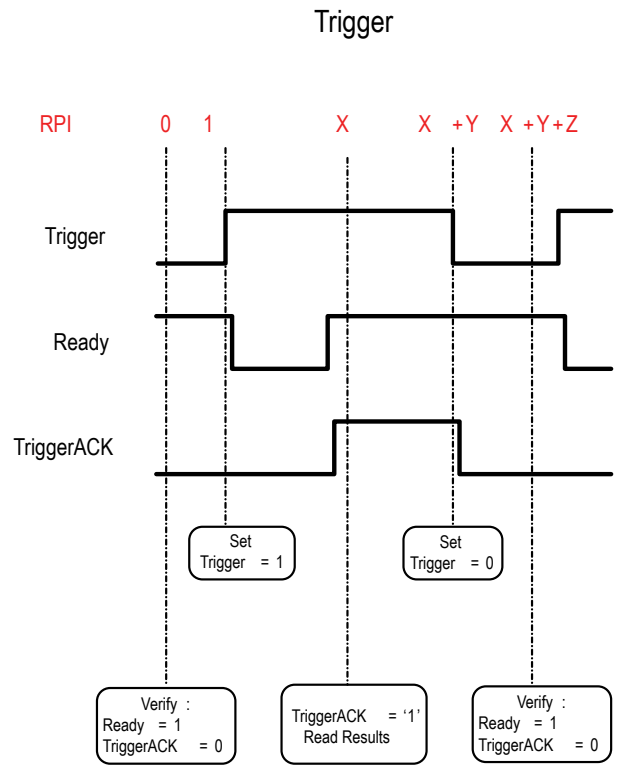 Trigger
RPI 0 1 X X +Y X +Y+Z
Trigger
Ready
TriggerACK
Set
Trigger = 1
Set
Trigger = 0
Verify :
Ready = 1
TriggerACK = 0
TriggerACK = ‘1’
Read Results
Verify :
Ready = 1
TriggerACK = 0